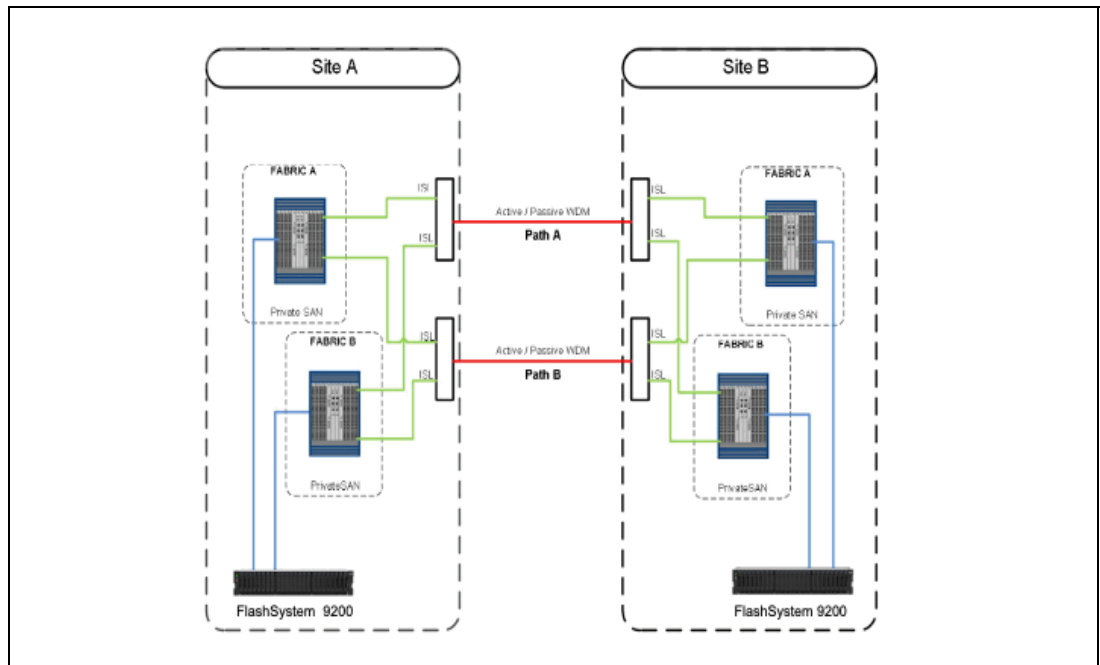 Site A
Site B
FABRIC A
FABRIC A
ISL
ISL
Active / Passive WDM
Path A
ISL
ISL
Private SAN
Private SAN
FABRIC B
FABRIC B
ISL
ISL
Active / Passive WDM
Path B
ISL
ISL
PrivateSAN
PrivateSAN
FlashSystem 9200
FlashSystem 9200